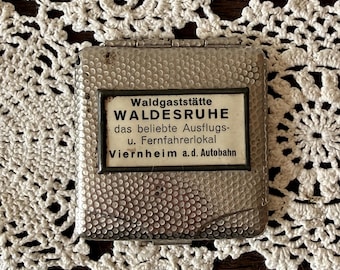 Waldgaststätte
WALDESRUHE
das beliebte Ausflugs-
u. Fernfahrerlokal
Viernheim a.d. Autobahn